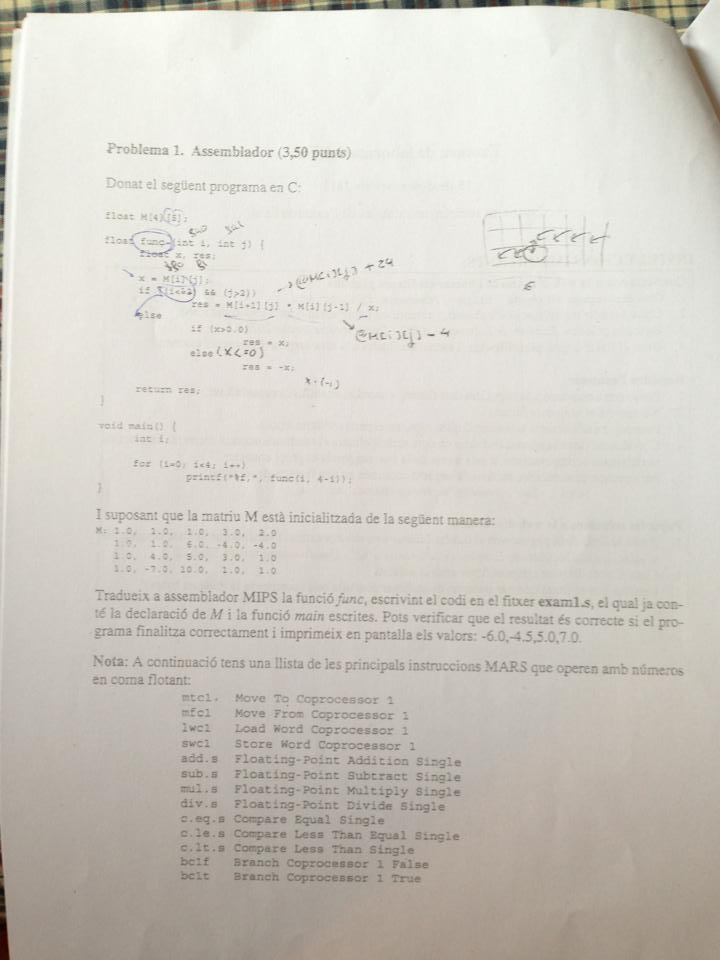 Problema 1. Assemblador (3,50 punts)
Donat el següent programa en C:
float M[4][5];
$a0 $a1
float func (int i, int j) {
float x, res;
x = M[i][j];
@M[i][j] + 24
if ((i<=2) && (j>2))
res = M[i+1][j] * M[i][j-1] / x;
else
@M[i][j] - 4
if (x>0.0)
res = x;
else (x<=0)
res = -x;
x·(-1)
return res;
}
void main() {
int i;
for (i=0; i<4; i++)
printf("%f,", func(i, 4-i));
}
I suposant que la matriu M està inicialitzada de la següent manera:
M: 1.0, 1.0, 1.0, 3.0, 2.0
1.0, 1.0, 6.0, -4.0, -4.0
1.0, 4.0, 5.0, 3.0, 1.0
1.0, -7.0, 10.0, 1.0, 1.0
Tradueix a assemblador MIPS la funció func, escrivint el codi en el fitxer exam1.s, el qual ja con-
té la declaració de M i la funció main escrites. Pots verificar que el resultat és correcte si el pro-
grama finalitza correctament i imprimeix en pantalla els valors: -6.0,-4.5,5.0,7.0.
Nota: A continuació tens una llista de les principals instruccions MARS que operen amb números
en coma flotant:
mtc1. Move To Coprocessor 1
mfc1 Move From Coprocessor 1
lwc1 Load Word Coprocessor 1
swc1 Store Word Coprocessor 1
add.s Floating-Point Addition Single
sub.s Floating-Point Subtract Single
mul.s Floating-Point Multiply Single
div.s Floating-Point Divide Single
c.eq.s Compare Equal Single
c.le.s Compare Less Than Equal Single
c.lt.s Compare Less Than Single
bc1f Branch Coprocessor 1 False
bc1t Branch Coprocessor 1 True